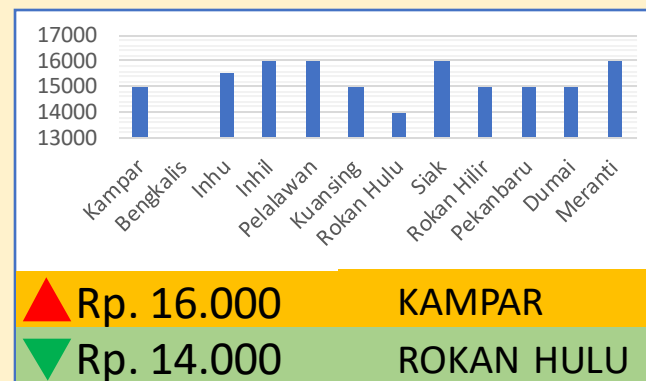 17000
16000
15000
14000
13000
Kampar
Bengkalis
Inhu
Inhil
Pelalawan
Kuansing
Rokan Hulu
Siak
Rokan Hilir
Pekanbaru
Dumai
Meranti
Rp. 16.000 KAMPAR
Rp. 14.000 ROKAN HULU